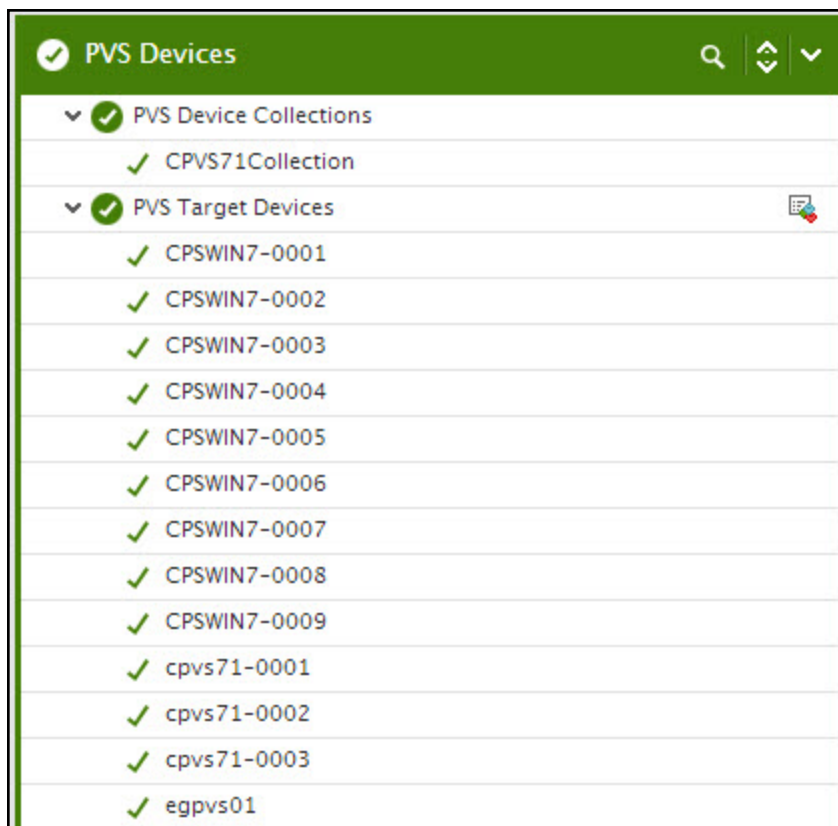 PVS Devices
PVS Device Collections
CPVS71Collection
PVS Target Devices
CPSWIN7-0001
CPSWIN7-0002
CPSWIN7-0003
CPSWIN7-0004
CPSWIN7-0005
CPSWIN7-0006
CPSWIN7-0007
CPSWIN7-0008
CPSWIN7-0009
cpvs71-0001
cpvs71-0002
cpvs71-0003
egpvs01